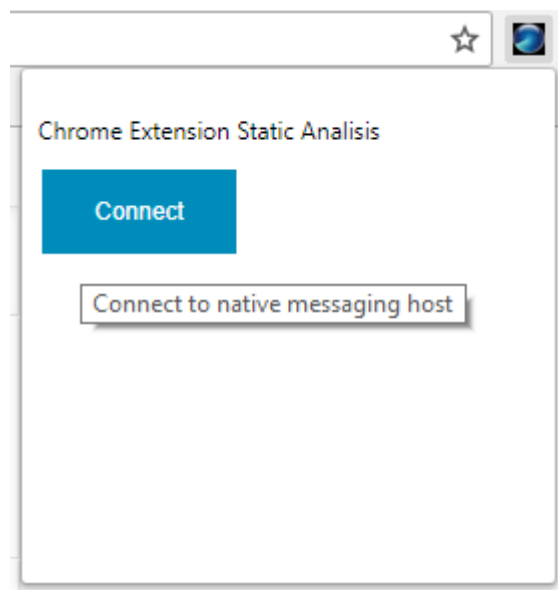 Chrome Extension Static Analisis
Connect
Connect to native messaging host